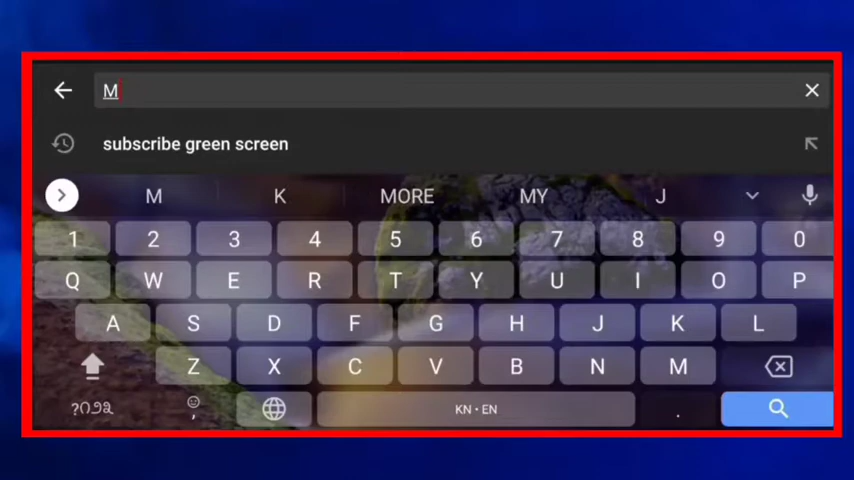 M
subscribe green screen
M K MORE MY J
1 2 3 4 5 6 7 8 9 0
Q W E R T Y U I O P
A S D F G H J K L
Z X C V B N M
?೧೨೩ , KN • EN .